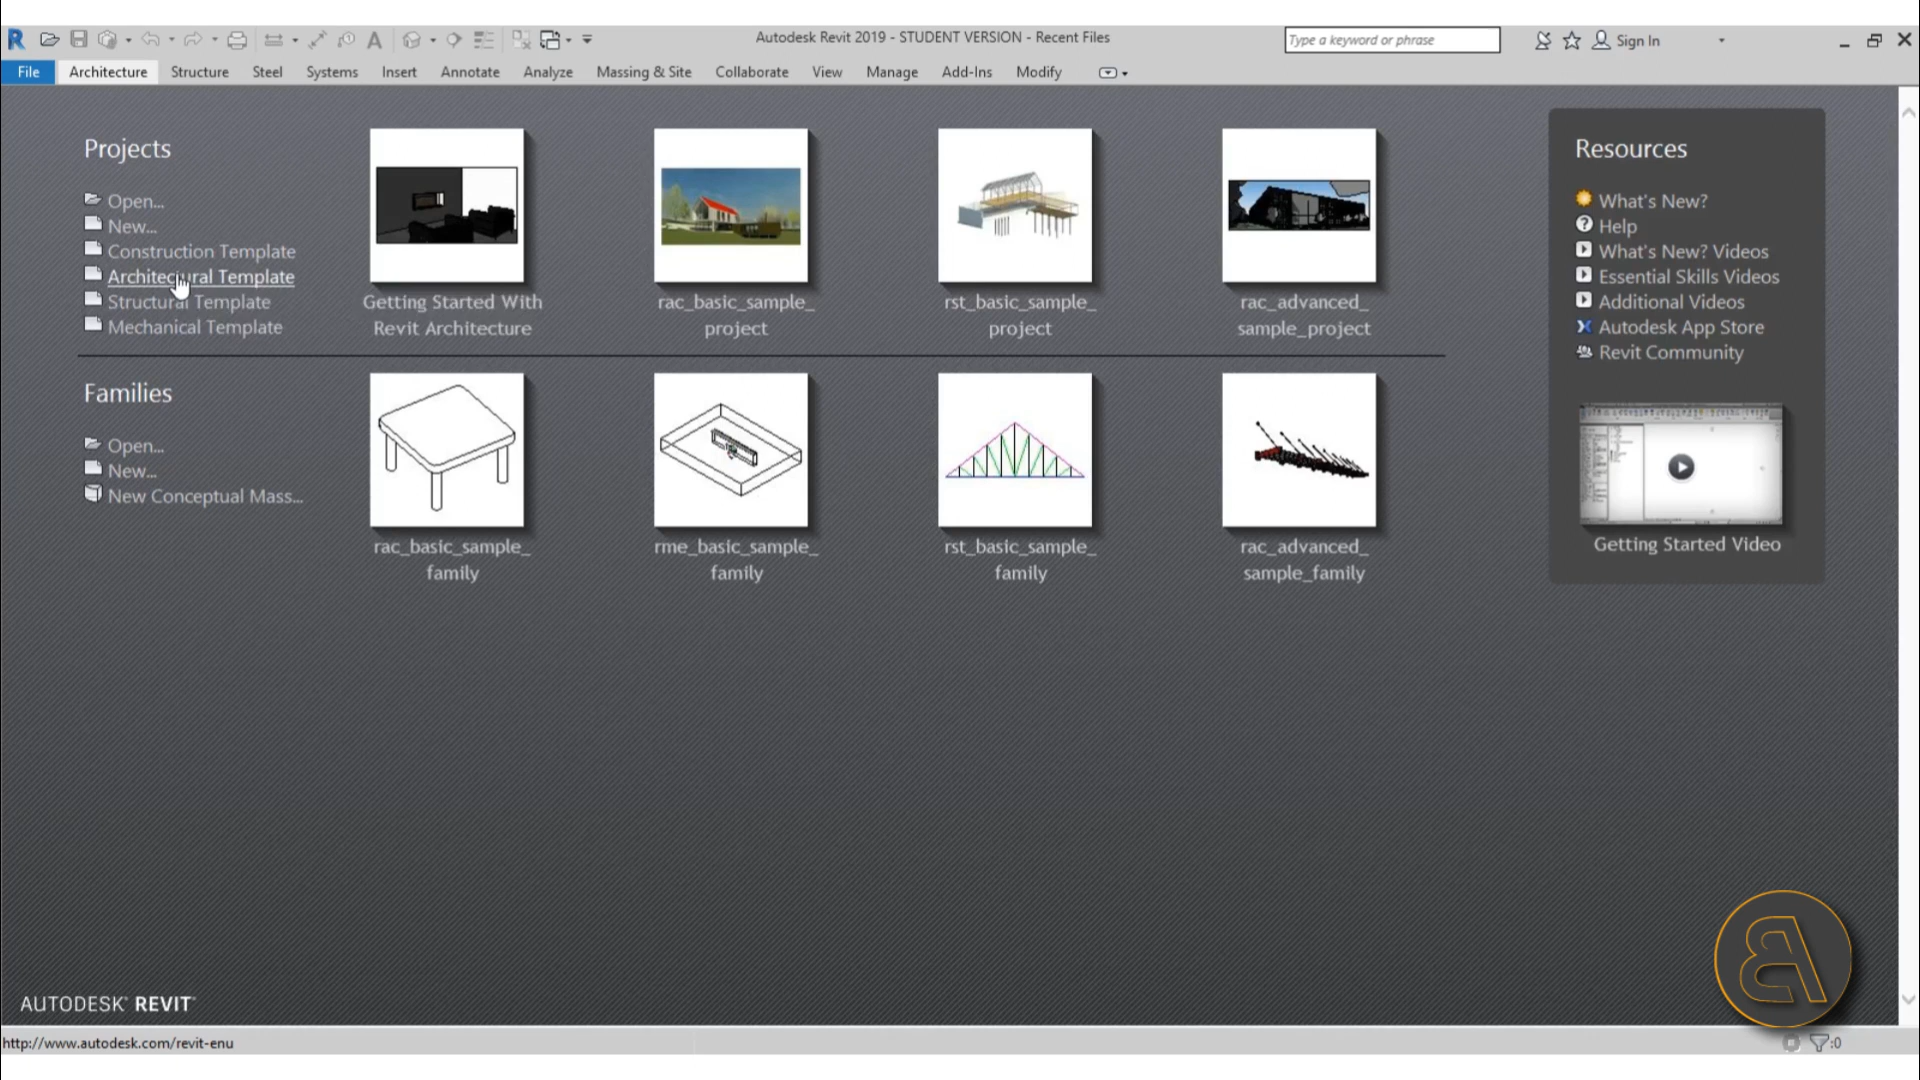 Autodesk Revit 2019 - STUDENT VERSION - Recent Files
Type a keyword or phrase
Sign In
File Architecture Structure Steel Systems Insert Annotate Analyze Massing & Site Collaborate View Manage Add-Ins Modify
Projects
Open...
New...
Construction Template
Architectural Template
Structural Template
Mechanical Template
Getting Started With
Revit Architecture
rac_basic_sample_
project
rst_basic_sample_
project
rac_advanced_
sample_project
Families
Open...
New...
New Conceptual Mass...
rac_basic_sample_
family
rme_basic_sample_
family
rst_basic_sample_
family
rac_advanced_
sample_family
Resources
What's New?
Help
What's New? Videos
Essential Skills Videos
Additional Videos
Autodesk App Store
Revit Community
Getting Started Video
AUTODESK® REVIT®
http://www.autodesk.com/revit-enu
:0